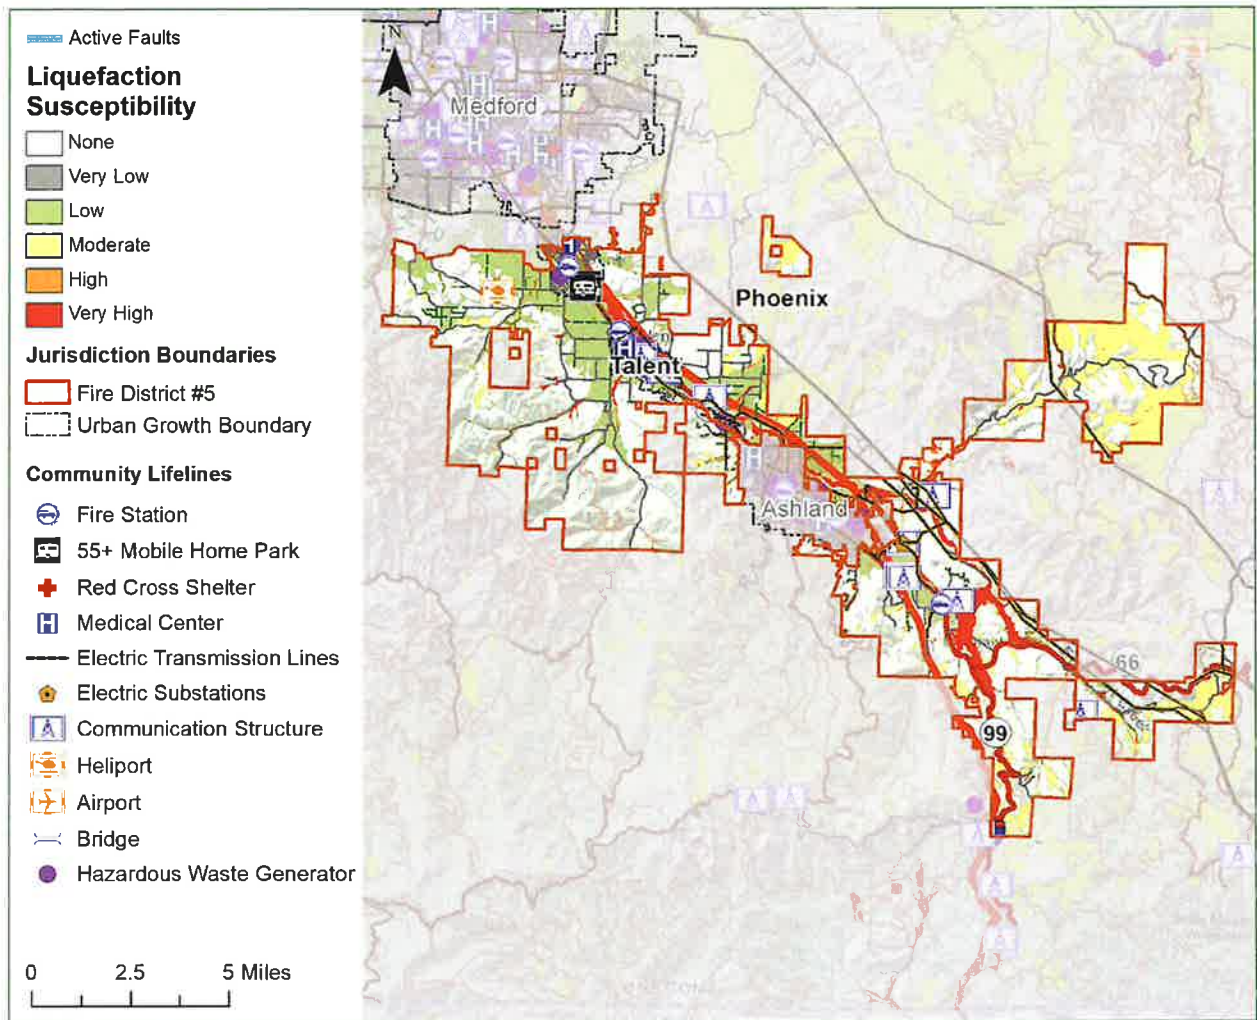 Active Faults
Liquefaction
Susceptibility
None
Very Low
Low
Moderate
High
Very High
Jurisdiction Boundaries
Fire District #5
Urban Growth Boundary
Community Lifelines
Fire Station
55+ Mobile Home Park
Red Cross Shelter
H Medical Center
Electric Transmission Lines
Electric Substations
Communication Structure
Heliport
Airport
Bridge
Hazardous Waste Generator
0 2.5 5 Miles
N
Medford
Phoenix
Talent
Ashland
66
99